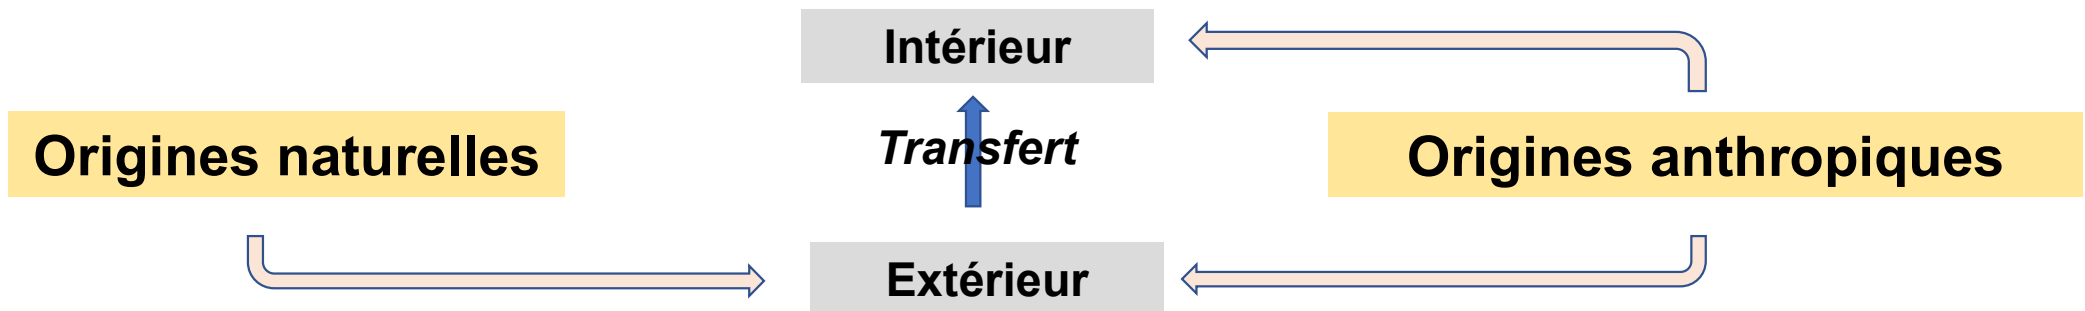 Intérieur
Transfert
Origines naturelles
Origines anthropiques
Extérieur